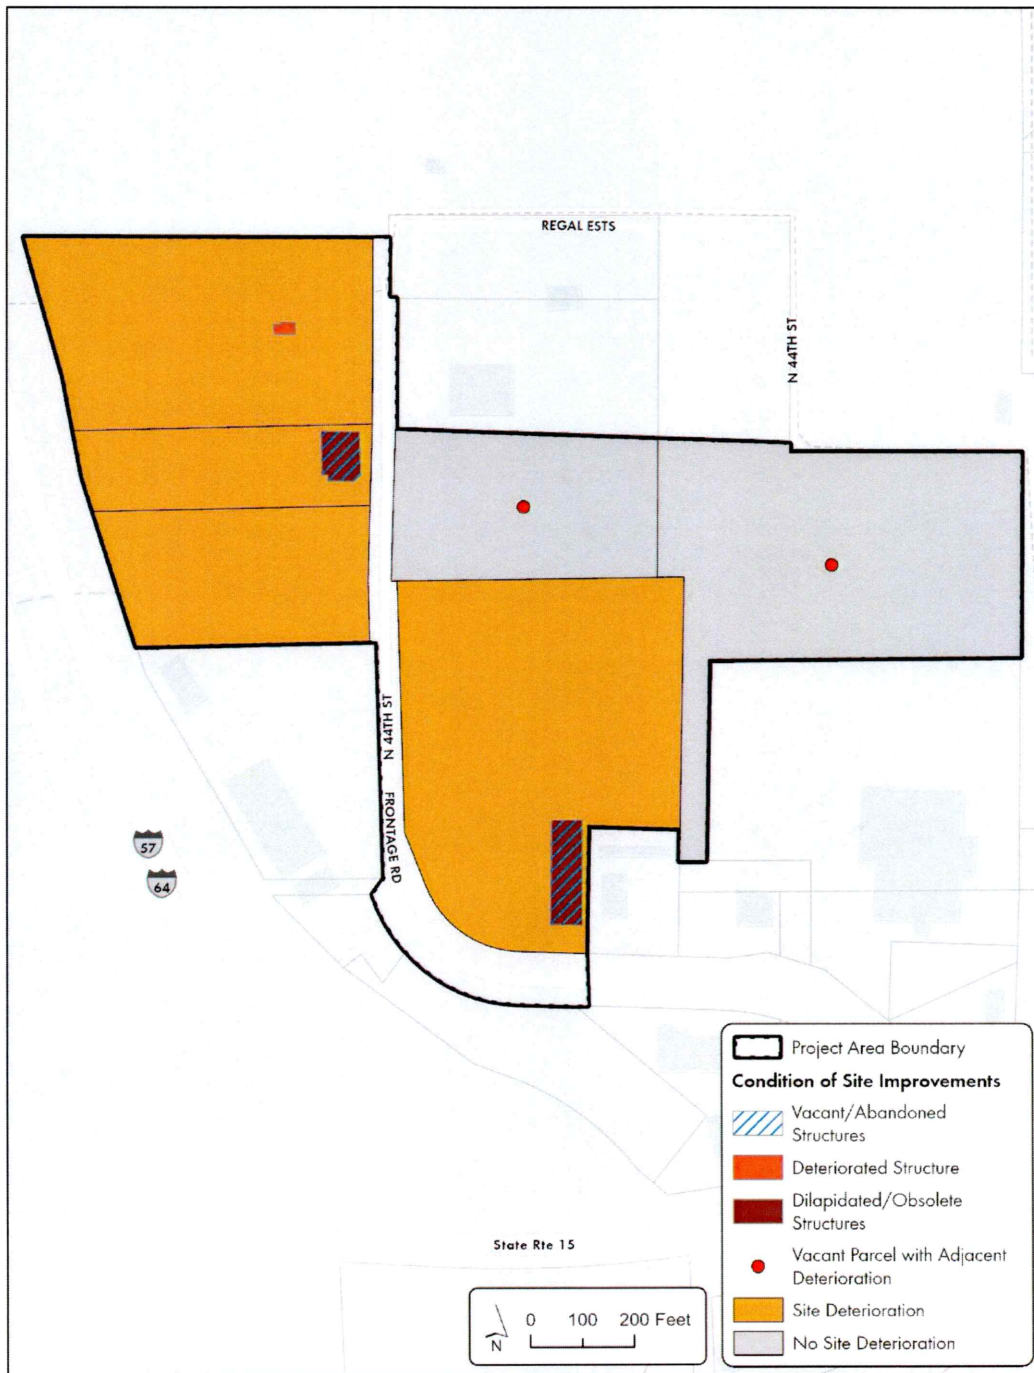 REGAL ESTS
N 44TH ST
N 44TH ST
FRONTAGE RD
57
64
Project Area Boundary
Condition of Site Improvements
Vacant/Abandoned
Structures
Deteriorated Structure
Dilapidated/Obsolete
Structures
Vacant Parcel with Adjacent
Deterioration
Site Deterioration
No Site Deterioration
State Rte 15
N
0 100 200 Feet